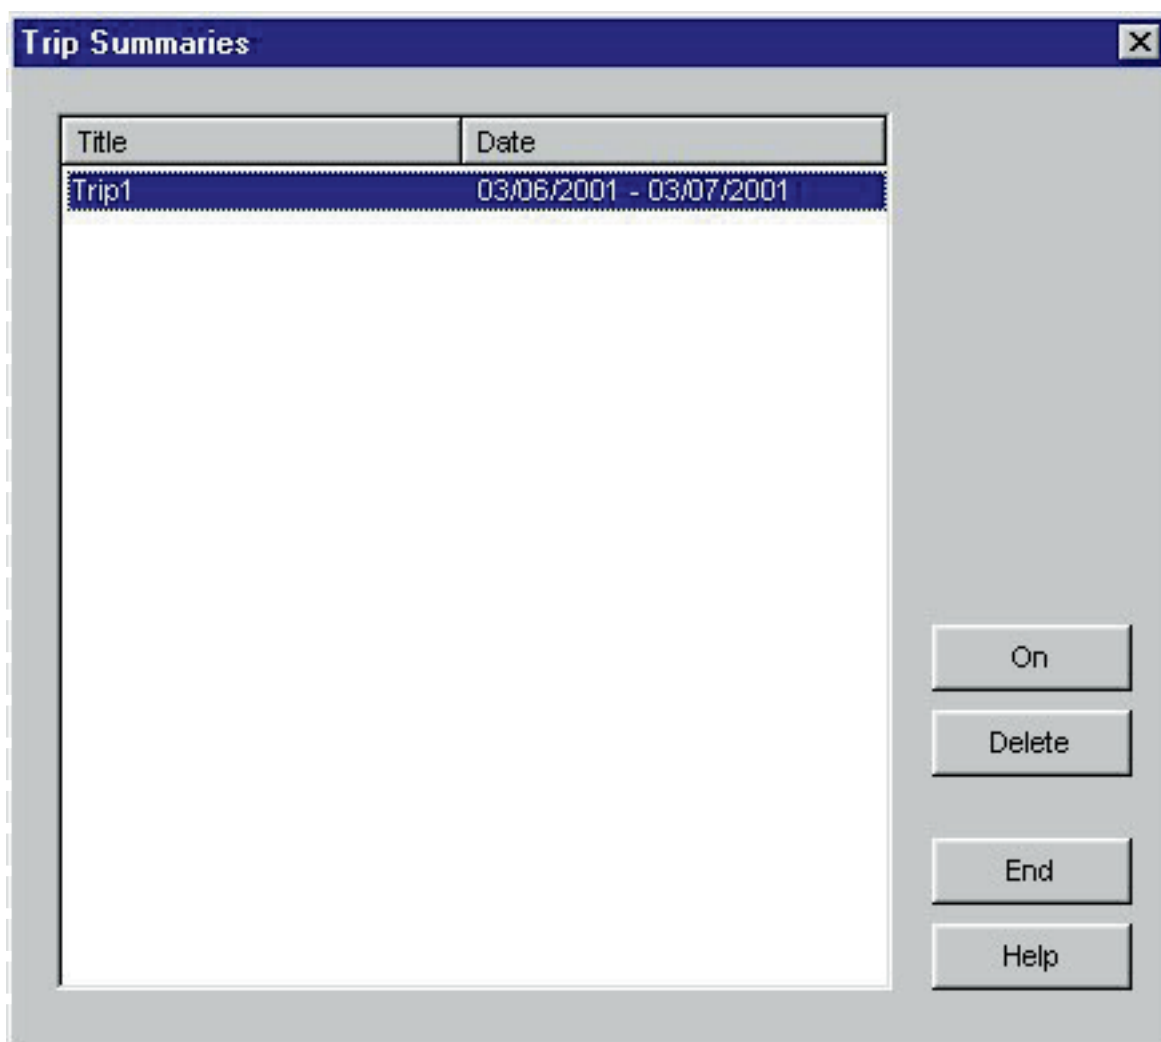 Trip Summaries
Title Date
Trip1 03/06/2001 - 03/07/2001
On
Delete
End
Help